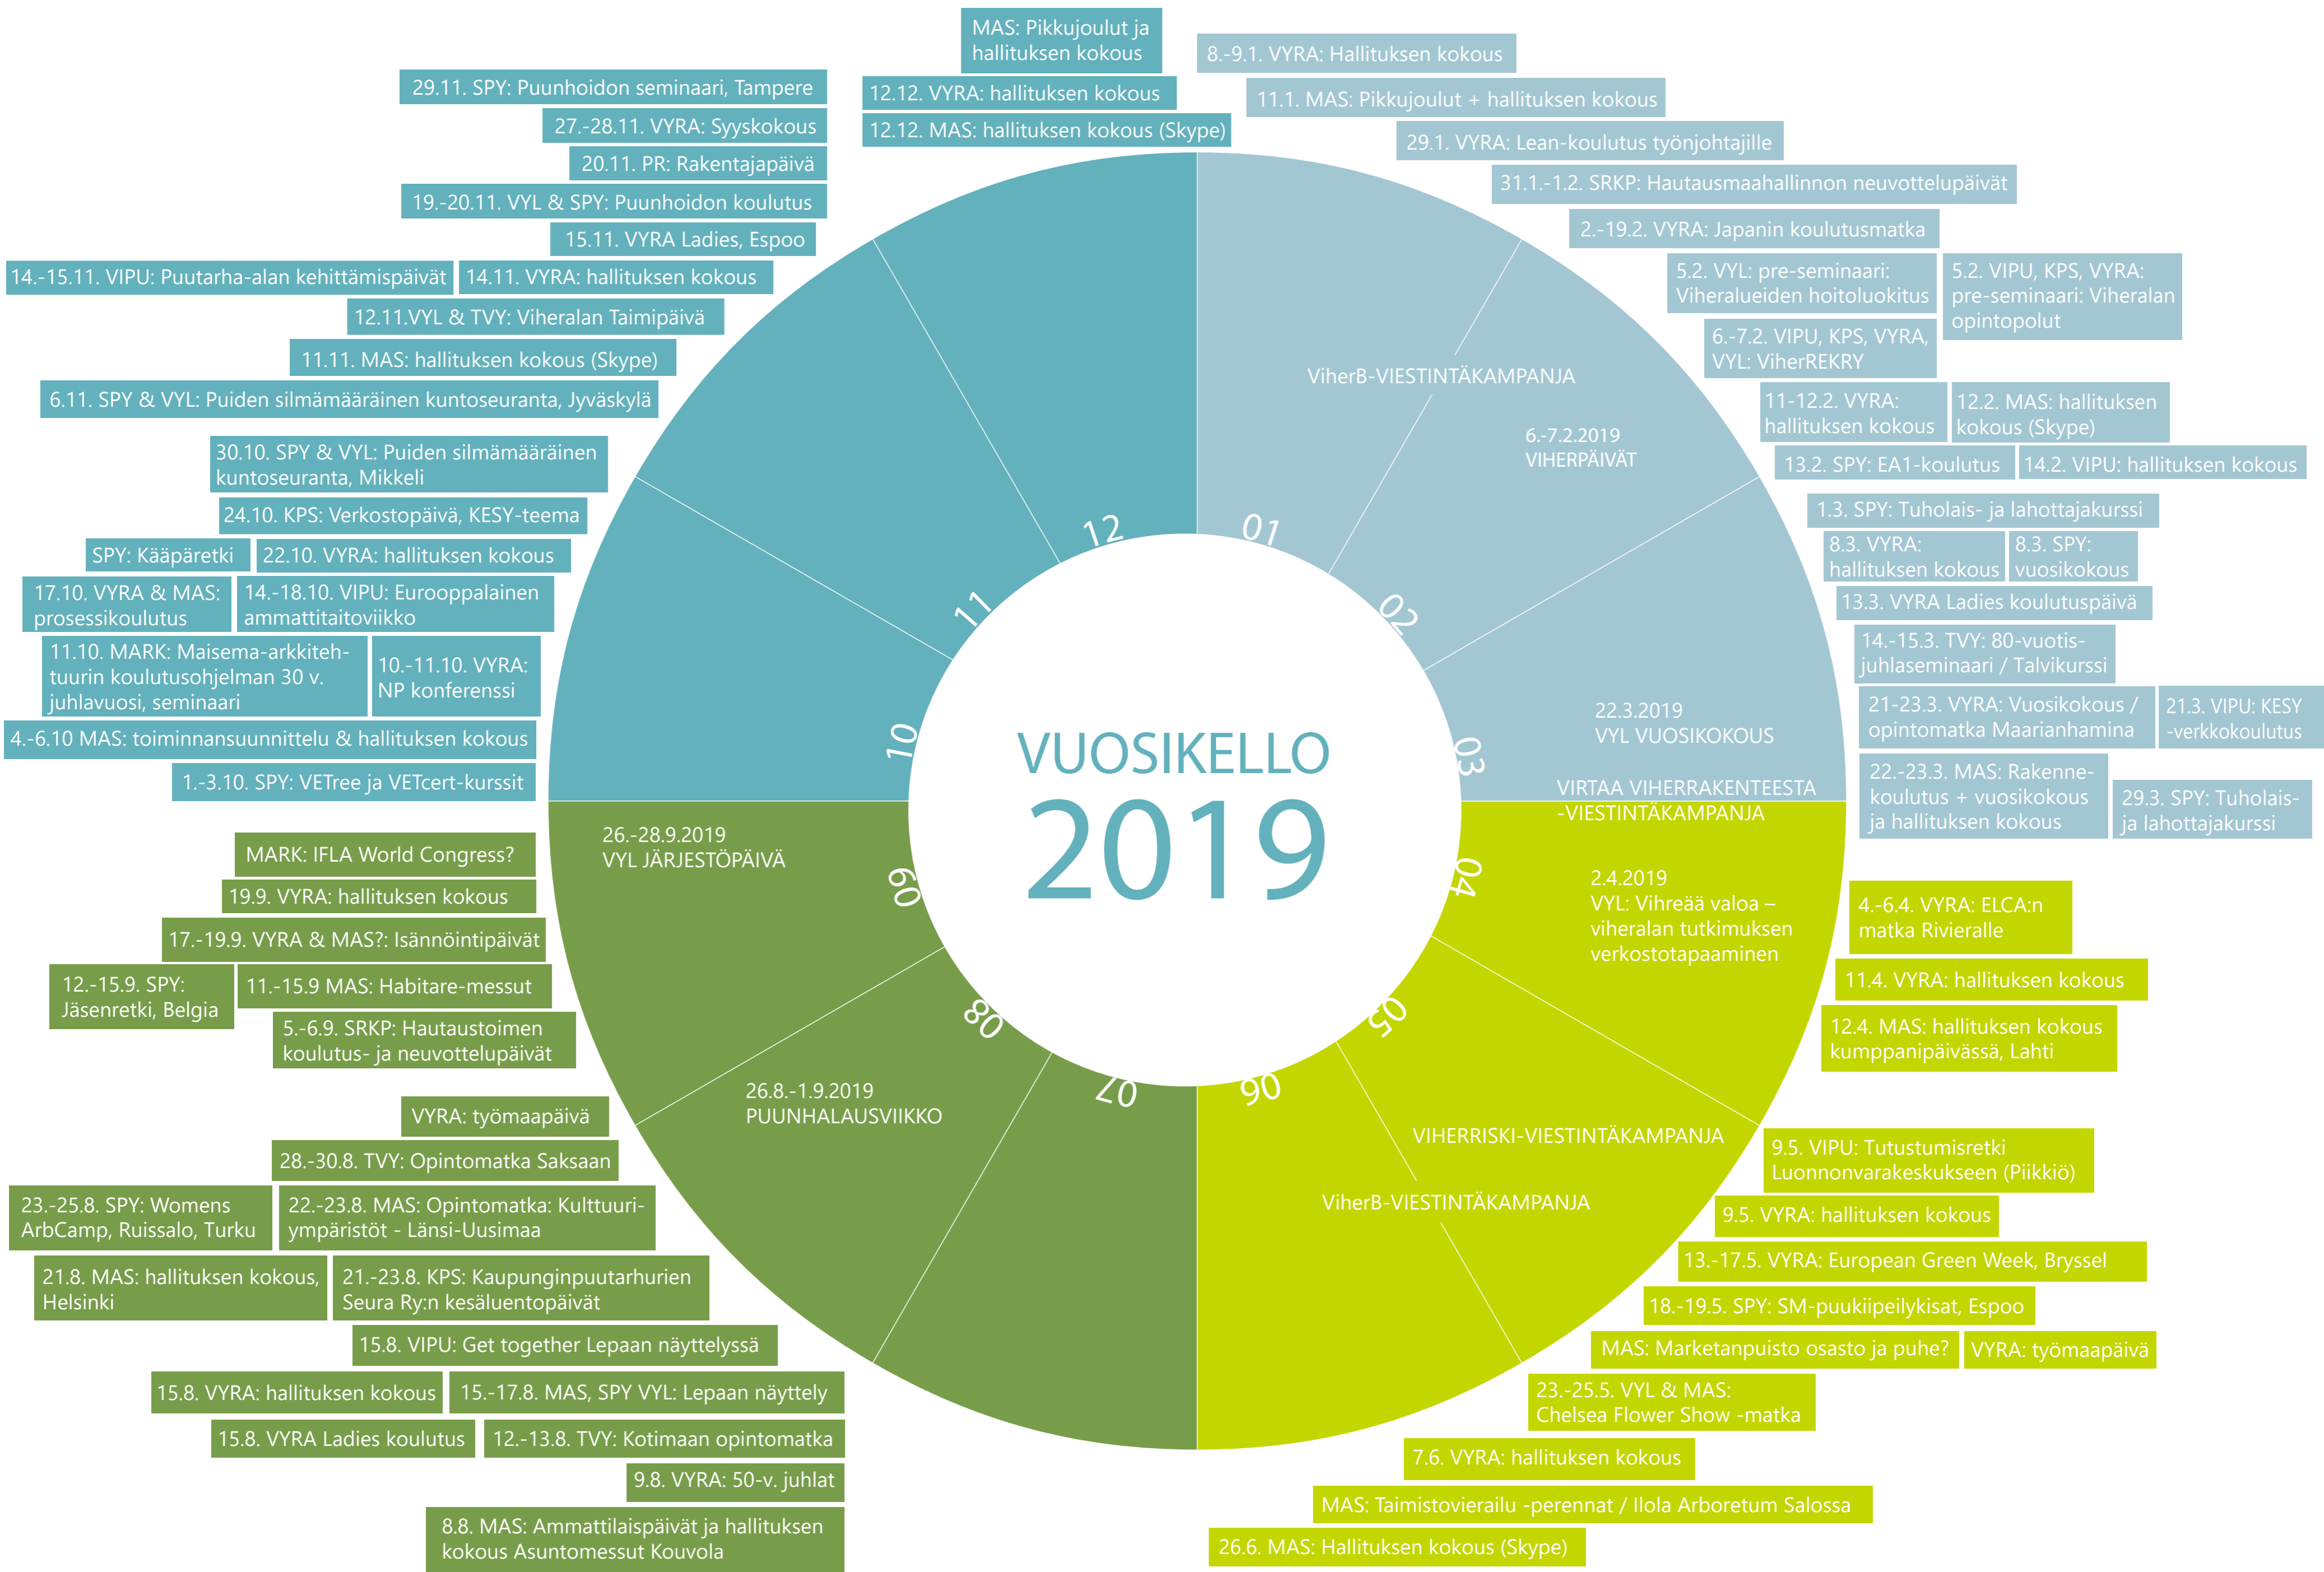 VUOSIKELLO
2019
01
02
03
04
05
06
07
08
09
10
11
12
ViherB-VIESTINTÄKAMPANJA
6.-7.2.2019
VIHERPÄIVÄT
22.3.2019
VYL VUOSIKOKOUS
VIRTAA VIHERRAKENTEESTA
-VIESTINTÄKAMPANJA
2.4.2019
VYL: Vihreää valoa –
viheralan tutkimuksen
verkostotapaaminen
VIHERRISKI-VIESTINTÄKAMPANJA
ViherB-VIESTINTÄKAMPANJA
26.8.-1.9.2019
PUUNHALAUSVIIKKO
26.-28.9.2019
VYL JÄRJESTÖPÄIVÄ
8.-9.1. VYRA: Hallituksen kokous
11.1. MAS: Pikkujoulut + hallituksen kokous
29.1. VYRA: Lean-koulutus työnjohtajille
31.1.-1.2. SRKP: Hautausmaahallinnon neuvottelupäivät
2.-19.2. VYRA: Japanin koulutusmatka
5.2. VYL: pre-seminaari:
Viheralueiden hoitoluokitus
5.2. VIPU, KPS, VYRA:
pre-seminaari: Viheralan
opintopolut
6.-7.2. VIPU, KPS, VYRA,
VYL: ViherREKRY
11-12.2. VYRA:
hallituksen kokous
12.2. MAS: hallituksen
kokous (Skype)
13.2. SPY: EA1-koulutus
14.2. VIPU: hallituksen kokous
1.3. SPY: Tuholais- ja lahottajakurssi
8.3. VYRA:
hallituksen kokous
8.3. SPY:
vuosikokous
13.3. VYRA Ladies koulutuspäivä
14.-15.3. TVY: 80-vuotis-
juhlaseminaari / Talvikurssi
21-23.3. VYRA: Vuosikokous /
opintomatka Maarianhamina
21.3. VIPU: KESY
-verkkokoulutus
22.-23.3. MAS: Rakenne-
koulutus + vuosikokous
ja hallituksen kokous
29.3. SPY: Tuholais-
ja lahottajakurssi
4.-6.4. VYRA: ELCA:n
matka Rivieralle
11.4. VYRA: hallituksen kokous
12.4. MAS: hallituksen kokous
kumppanipäivässä, Lahti
9.5. VIPU: Tutustumisretki
Luonnonvarakeskukseen (Piikkiö)
9.5. VYRA: hallituksen kokous
13.-17.5. VYRA: European Green Week, Bryssel
18.-19.5. SPY: SM-puukiipeilykisat, Espoo
MAS: Marketanpuisto osasto ja puhe?
VYRA: työmaapäivä
23.-25.5. VYL & MAS:
Chelsea Flower Show -matka
7.6. VYRA: hallituksen kokous
MAS: Taimistovierailu -perennat / Ilola Arboretum Salossa
26.6. MAS: Hallituksen kokous (Skype)
8.8. MAS: Ammattilaispäivät ja hallituksen
kokous Asuntomessut Kouvola
9.8. VYRA: 50-v. juhlat
15.8. VYRA Ladies koulutus
12.-13.8. TVY: Kotimaan opintomatka
15.8. VYRA: hallituksen kokous
15.-17.8. MAS, SPY VYL: Lepaan näyttely
15.8. VIPU: Get together Lepaan näyttelyssä
21.8. MAS: hallituksen kokous,
Helsinki
21.-23.8. KPS: Kaupunginpuutarhurien
Seura Ry:n kesäluentopäivät
23.-25.8. SPY: Womens
ArbCamp, Ruissalo, Turku
22.-23.8. MAS: Opintomatka: Kulttuuri-
ympäristöt - Länsi-Uusimaa
28.-30.8. TVY: Opintomatka Saksaan
VYRA: työmaapäivä
5.-6.9. SRKP: Hautaustoimen
koulutus- ja neuvottelupäivät
12.-15.9. SPY:
Jäsenretki, Belgia
11.-15.9 MAS: Habitare-messut
17.-19.9. VYRA & MAS?: Isännöintipäivät
19.9. VYRA: hallituksen kokous
MARK: IFLA World Congress?
1.-3.10. SPY: VETree ja VETcert-kurssit
4.-6.10 MAS: toiminnansuunnittelu & hallituksen kokous
11.10. MARK: Maisema-arkkiteh-
tuurin koulutusohjelman 30 v.
juhlavuosi, seminaari
10.-11.10. VYRA:
NP konferenssi
17.10. VYRA & MAS:
prosessikoulutus
14.-18.10. VIPU: Eurooppalainen
ammattitaitoviikko
SPY: Kääpäretki
22.10. VYRA: hallituksen kokous
24.10. KPS: Verkostopäivä, KESY-teema
30.10. SPY & VYL: Puiden silmämääräinen
kuntoseuranta, Mikkeli
6.11. SPY & VYL: Puiden silmämääräinen kuntoseuranta, Jyväskylä
11.11. MAS: hallituksen kokous (Skype)
12.11.VYL & TVY: Viheralan Taimipäivä
14.-15.11. VIPU: Puutarha-alan kehittämispäivät
14.11. VYRA: hallituksen kokous
15.11. VYRA Ladies, Espoo
19.-20.11. VYL & SPY: Puunhoidon koulutus
20.11. PR: Rakentajapäivä
27.-28.11. VYRA: Syyskokous
29.11. SPY: Puunhoidon seminaari, Tampere
MAS: Pikkujoulut ja
hallituksen kokous
12.12. VYRA: hallituksen kokous
12.12. MAS: hallituksen kokous (Skype)